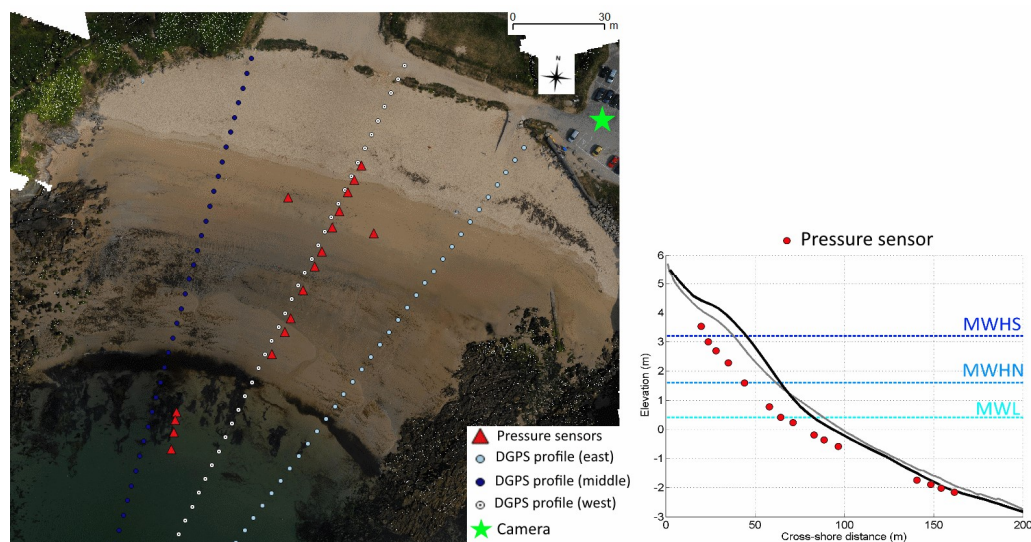 0 30
m
N
Pressure sensors
DGPS profile (east)
DGPS profile (middle)
DGPS profile (west)
Camera
Pressure sensor
6
5
4
3
2
1
0
-1
-2
-3
Elevation (m)
MWHS
MWHN
MWL
0 50 100 150 200
Cross-shore distance (m)